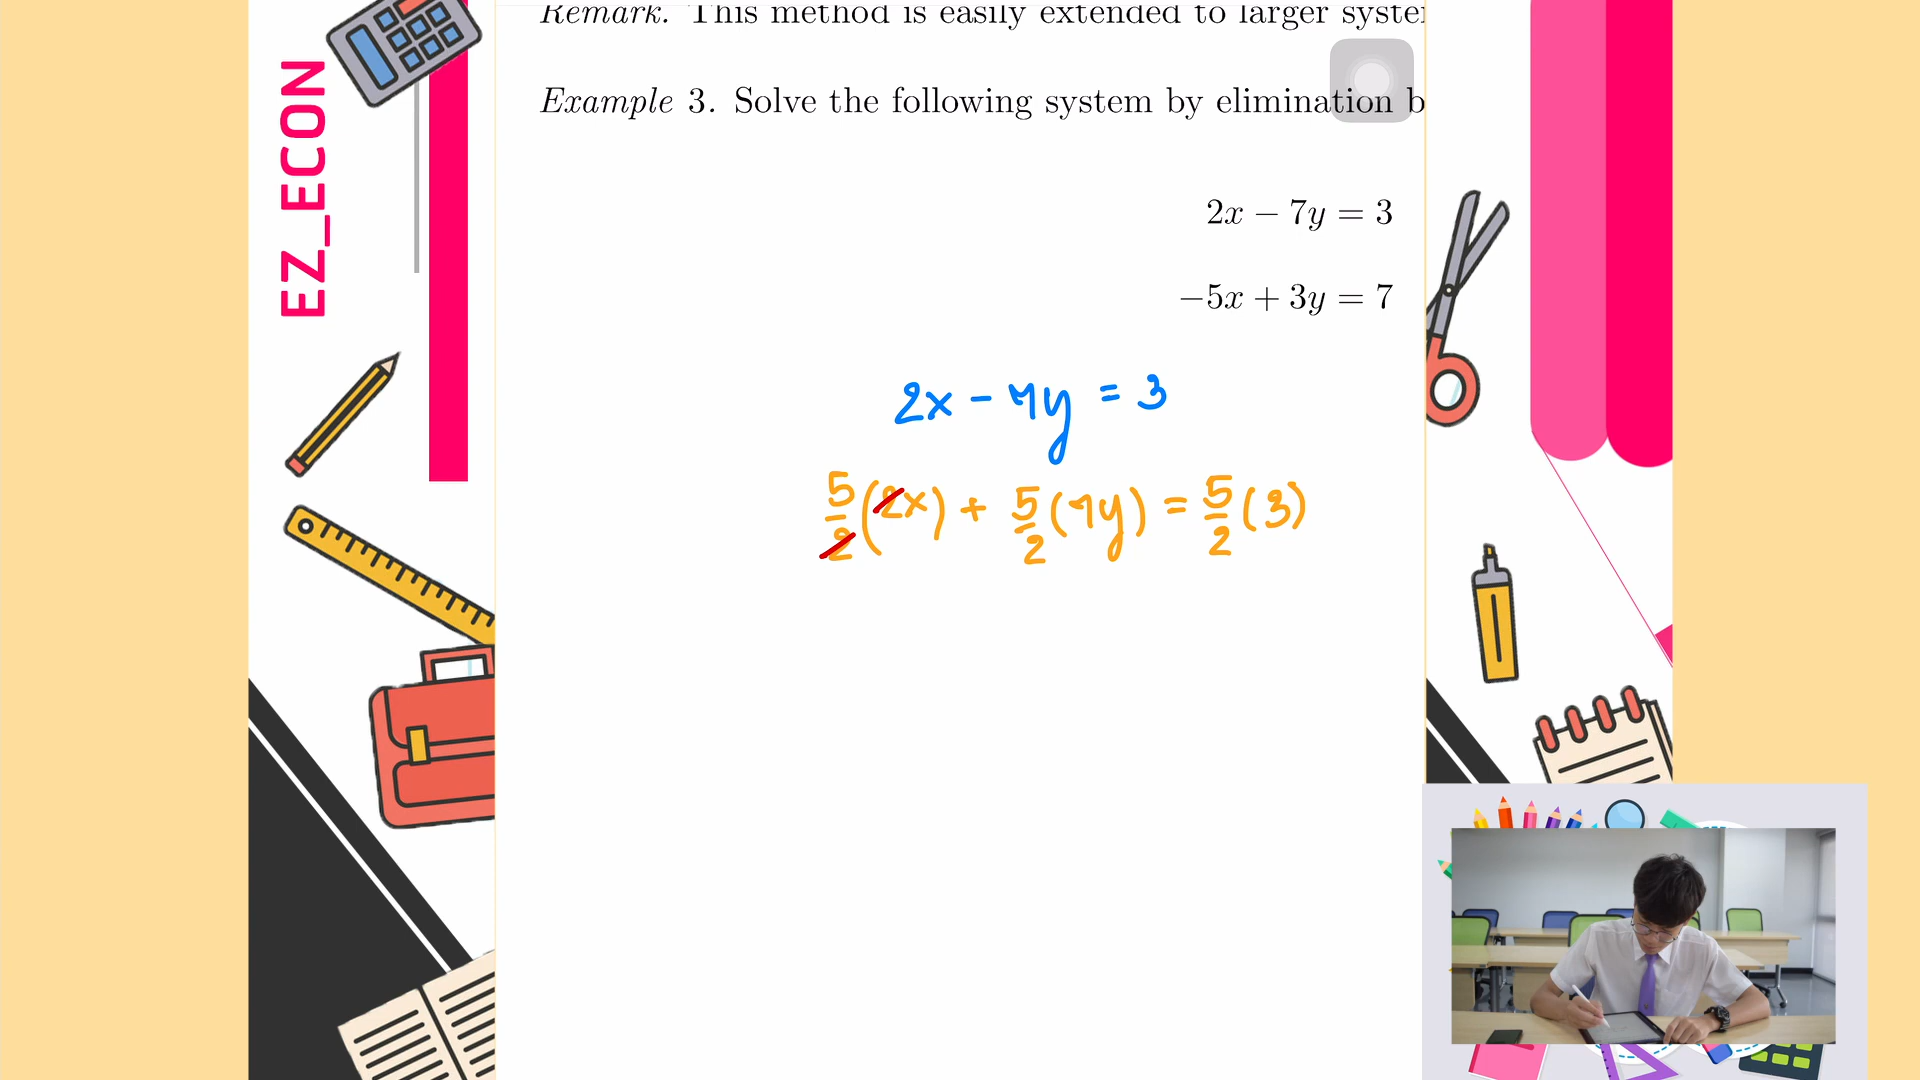 EZ_ECON
Remark. This method is easily extended to larger
Example 3. Solve the following system by elimination
2x − 7y = 3
−5x + 3y = 7
2x - 7y = 3
5/2 (2x) + 5/2 (7y) = 5/2 (3)